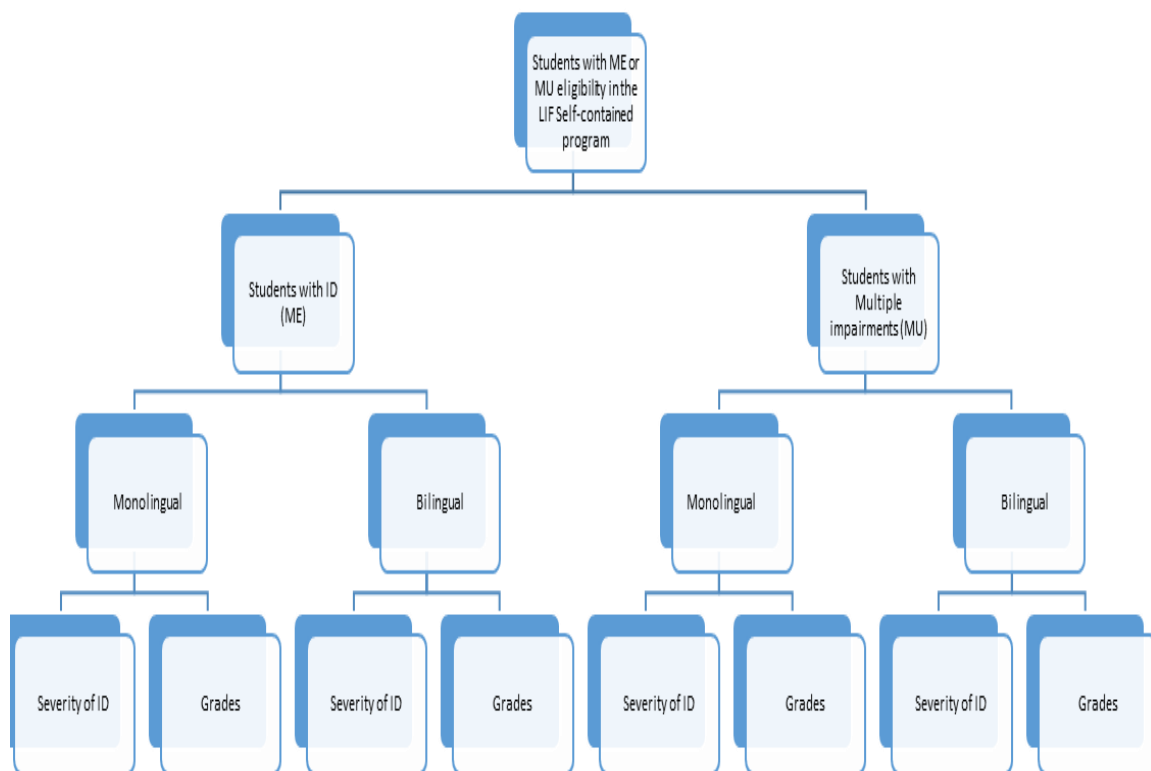 Students with ME or
MU eligibility in the
LIF Self-contained
program
Students with ID
(ME)
Students with
Multiple
impairments (MU)
Monolingual
Bilingual
Monolingual
Bilingual
Severity of ID
Grades
Severity of ID
Grades
Severity of ID
Grades
Severity of ID
Grades